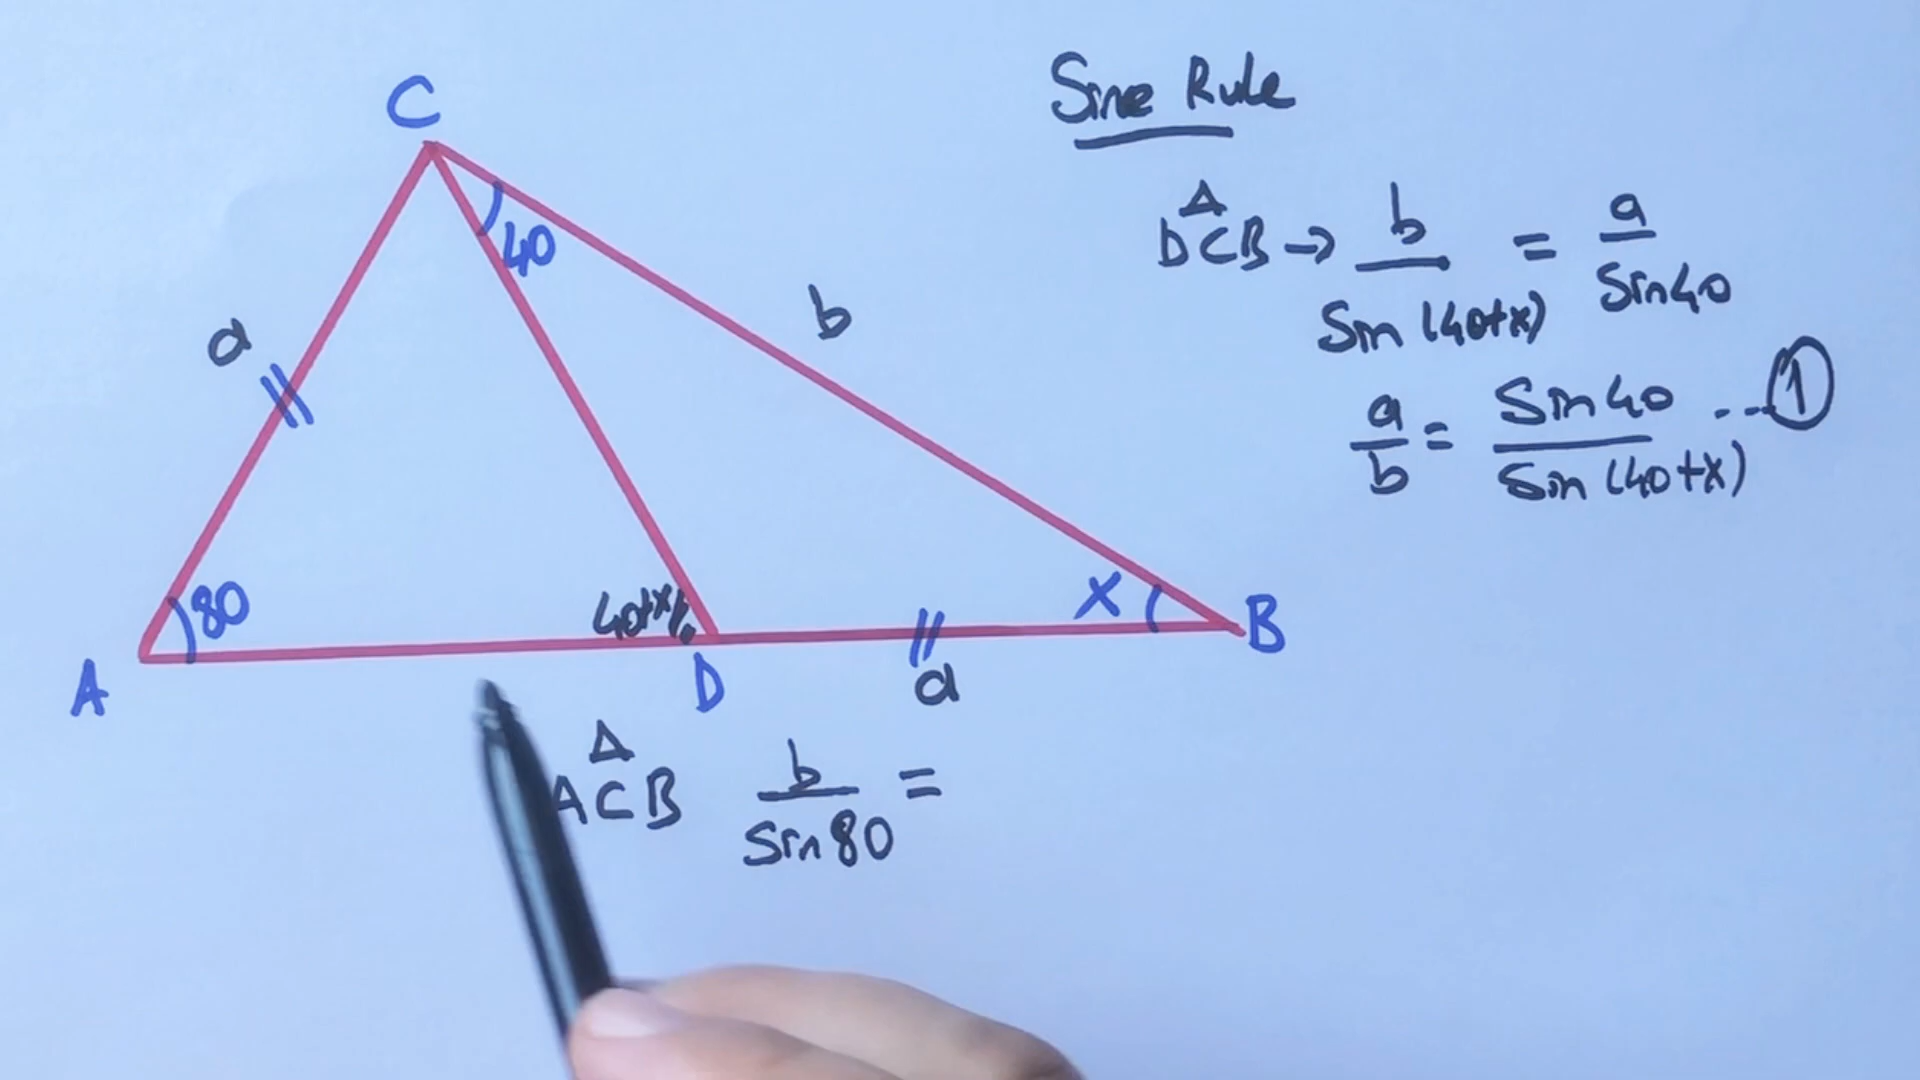 C
Sine Rule
Δ
DCB → b/Sin (40+x) = a/Sin40
a/b = Sin40/Sin (40+x) ...①
40
a
b
80
40+x
x
A
D
a
B
Δ
ACB b/Sin80 =